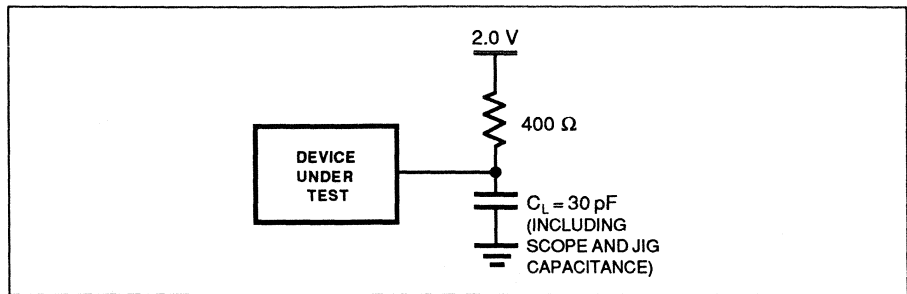 2.0 V
400 Ω
DEVICE
UNDER
TEST
C_L = 30 pF
(INCLUDING
SCOPE AND JIG
CAPACITANCE)